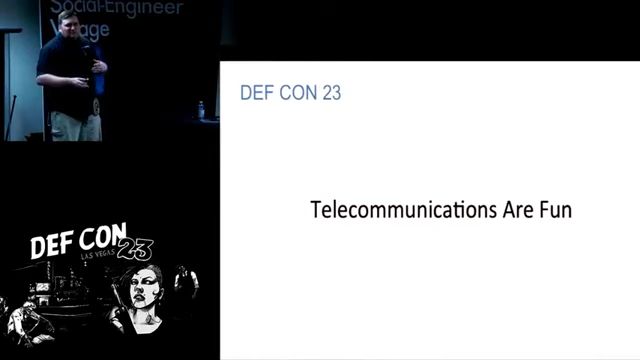 Social-Engineer
Village
DEF CON 23
Telecommunications Are Fun
DEF CON
LAS VEGAS 23